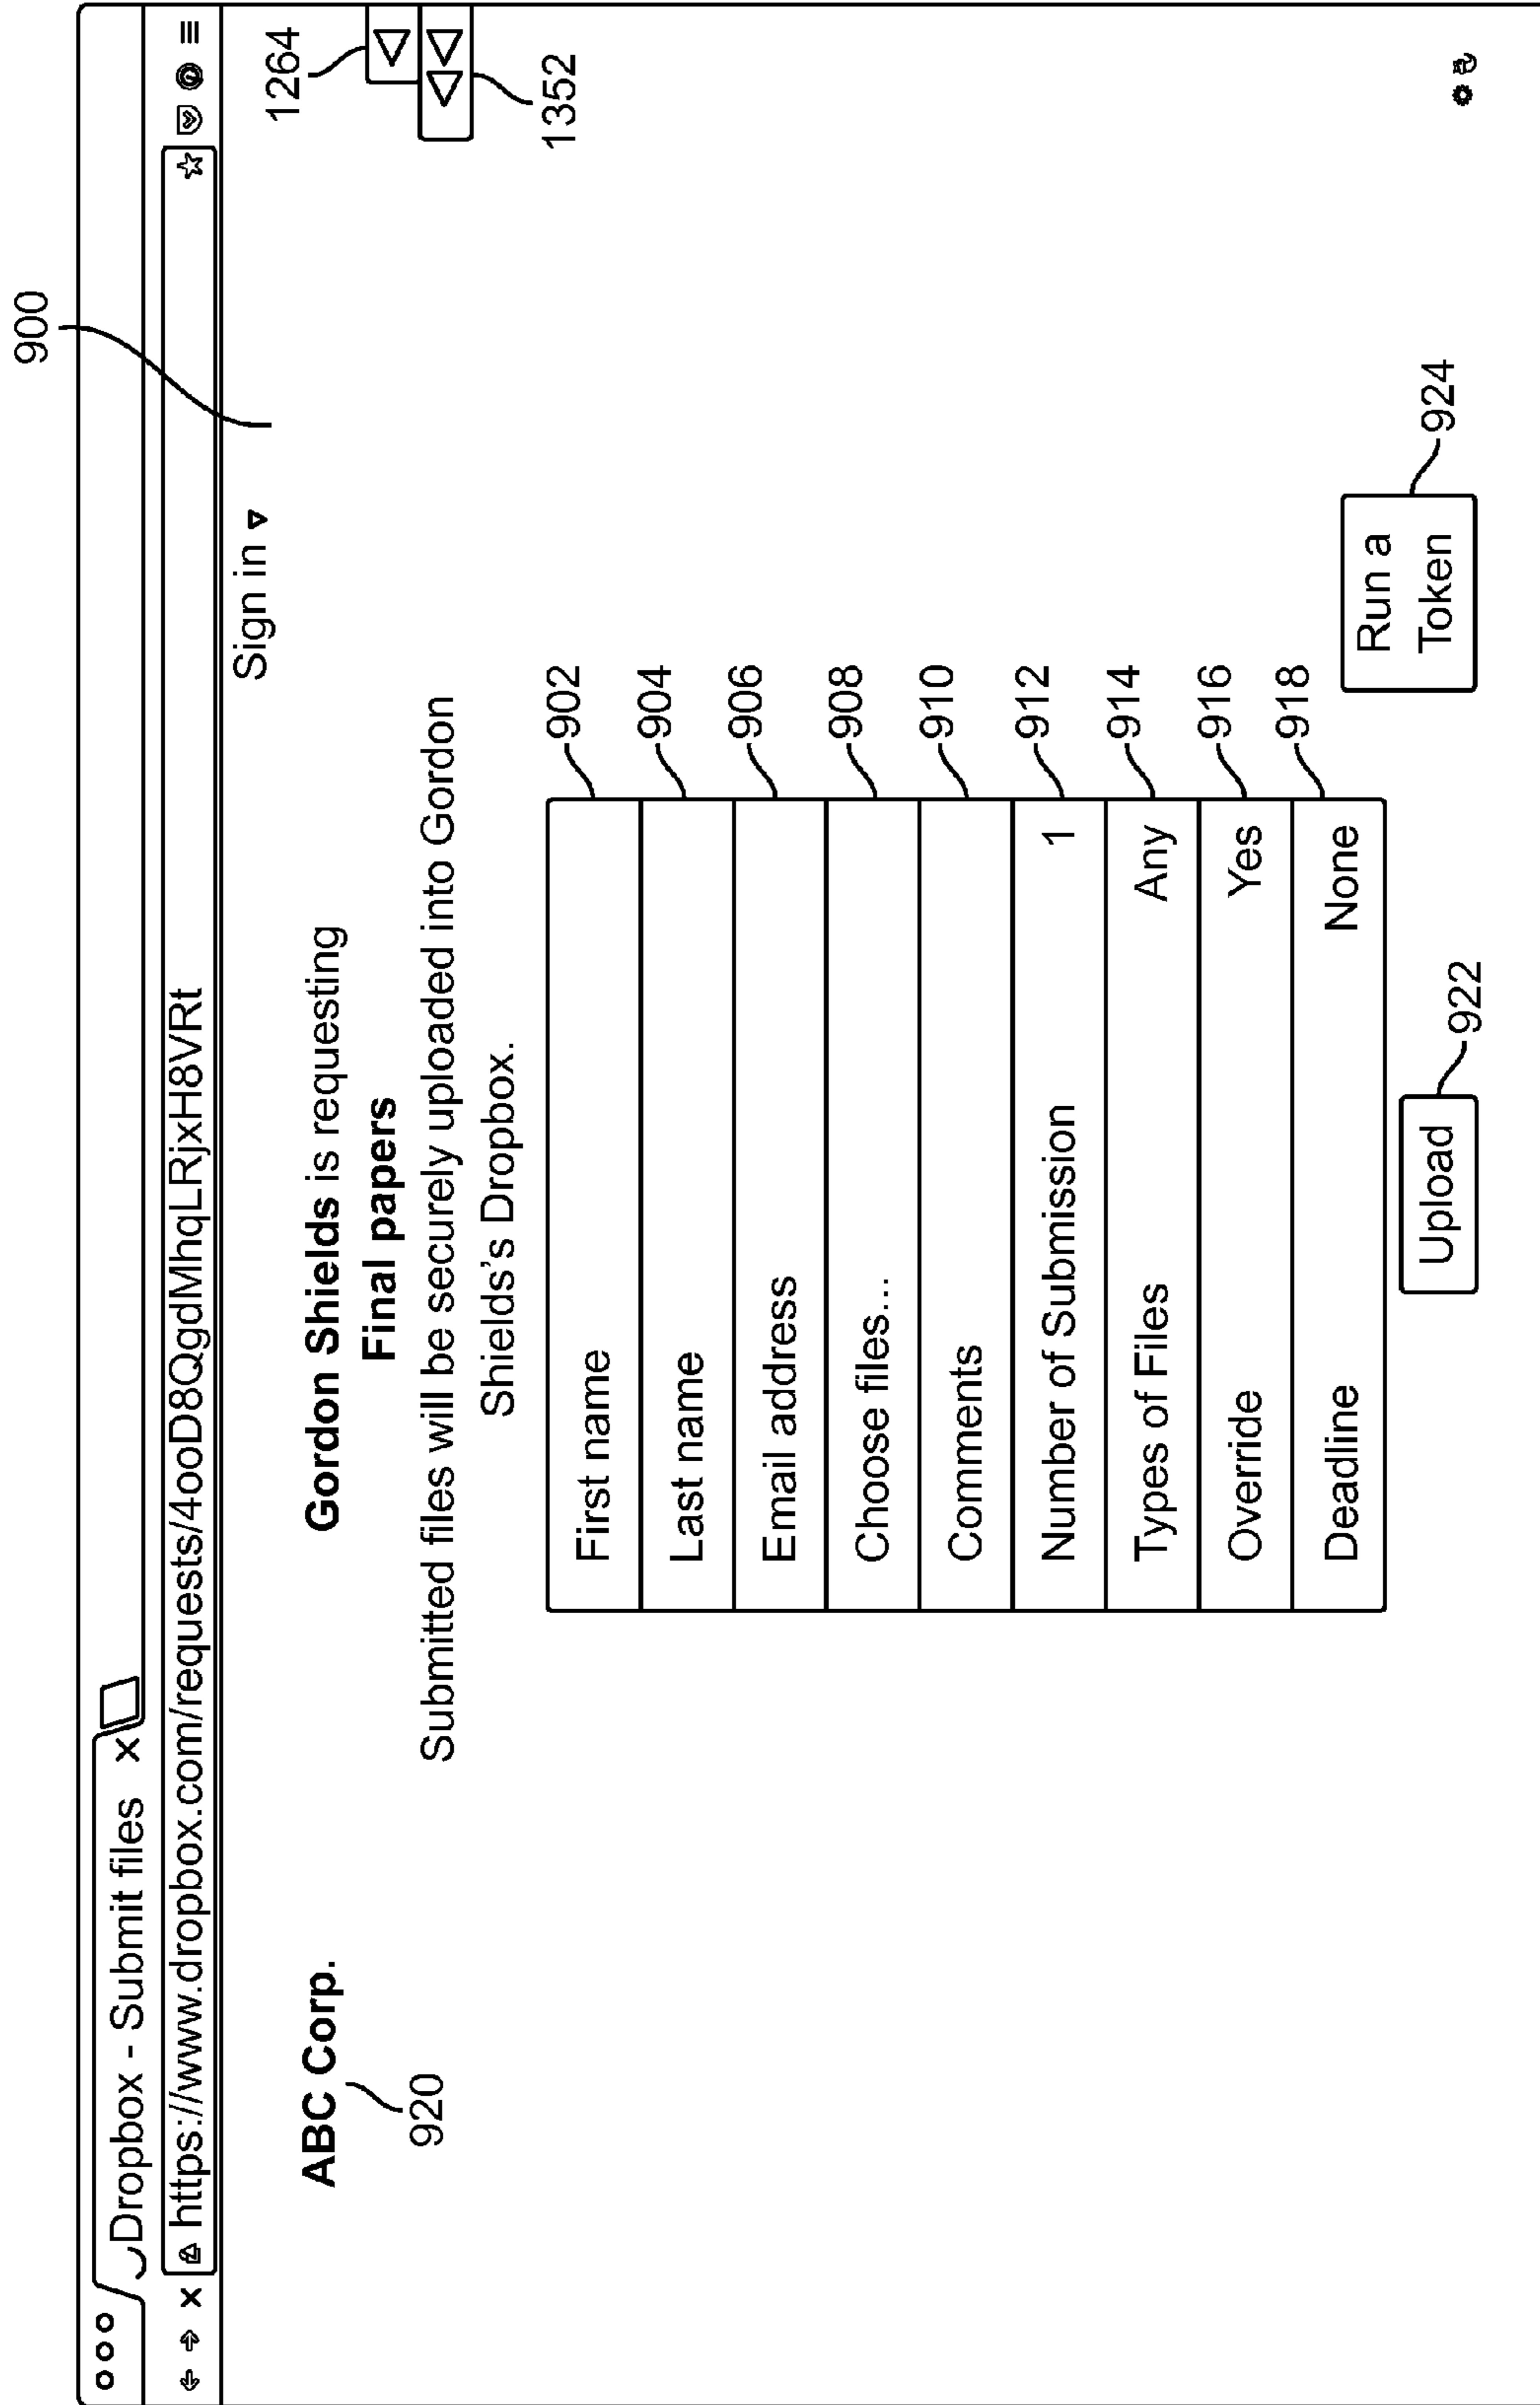 900
Dropbox - Submit files
https://www.dropbox.com/requests/4ooD8QgdMhqLRjxH8VRt
Sign in
1264
1352
ABC Corp.
920
Gordon Shields is requesting
Final papers
Submitted files will be securely uploaded into Gordon
Shields's Dropbox.
First name 902
Last name 904
Email address 906
Choose files... 908
Comments 910
Number of Submission 1 912
Types of Files Any 914
Override Yes 916
Deadline None 918
Upload 922
Run a
Token 924